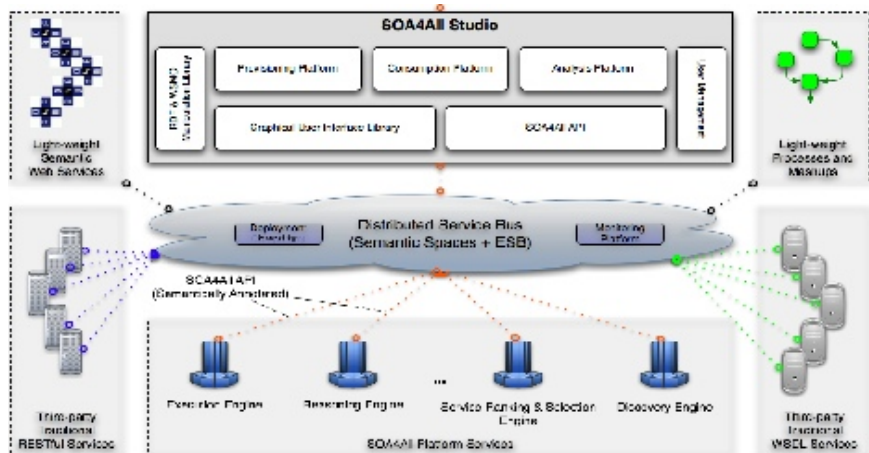 SOA4All Studio
Provisioning Platform
Consumption Platform
Analysis Platform
User Management
Graphical User Interface Library
SOA4All API
Light-weight
Semantic
Web Services
Light-weight
Processes and
Mashups
Distributed Service Bus
(Semantic Spaces + ESB)
Deployment
Monitoring
Platform
SOA4All API
(Semantically Annotated)
Execution Engine
Reasoning Engine
...
Service Ranking & Selection
Engine
Discovery Engine
SOA4All Platform Services
Third-party
Traditional
RESTful Services
Third-party
Traditional
WSDL Services